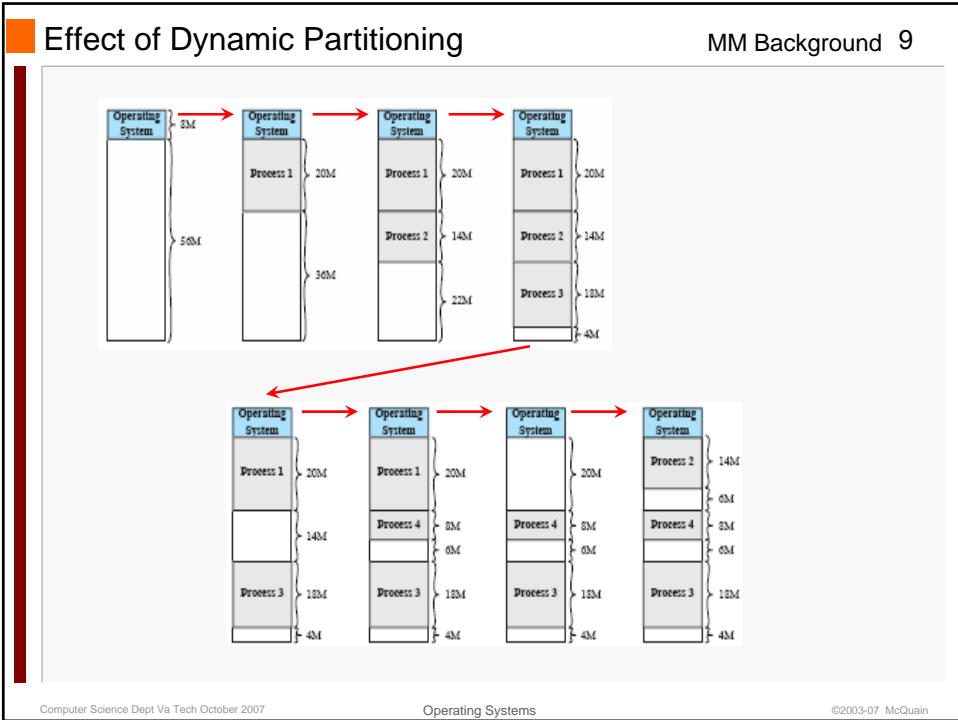 Effect of Dynamic Partitioning
MM Background 9
Operating System
8M
56M
Operating System
Process 1
20M
36M
Operating System
Process 1
20M
Process 2
14M
22M
Operating System
Process 1
20M
Process 2
14M
Process 3
18M
4M
Operating System
Process 1
20M
14M
Process 3
18M
4M
Operating System
Process 1
20M
Process 4
8M
6M
Process 3
18M
4M
Operating System
20M
Process 4
8M
6M
Process 3
18M
4M
Operating System
Process 2
14M
6M
Process 4
8M
6M
Process 3
18M
4M
Computer Science Dept Va Tech October 2007
Operating Systems
©2003-07 McQuain